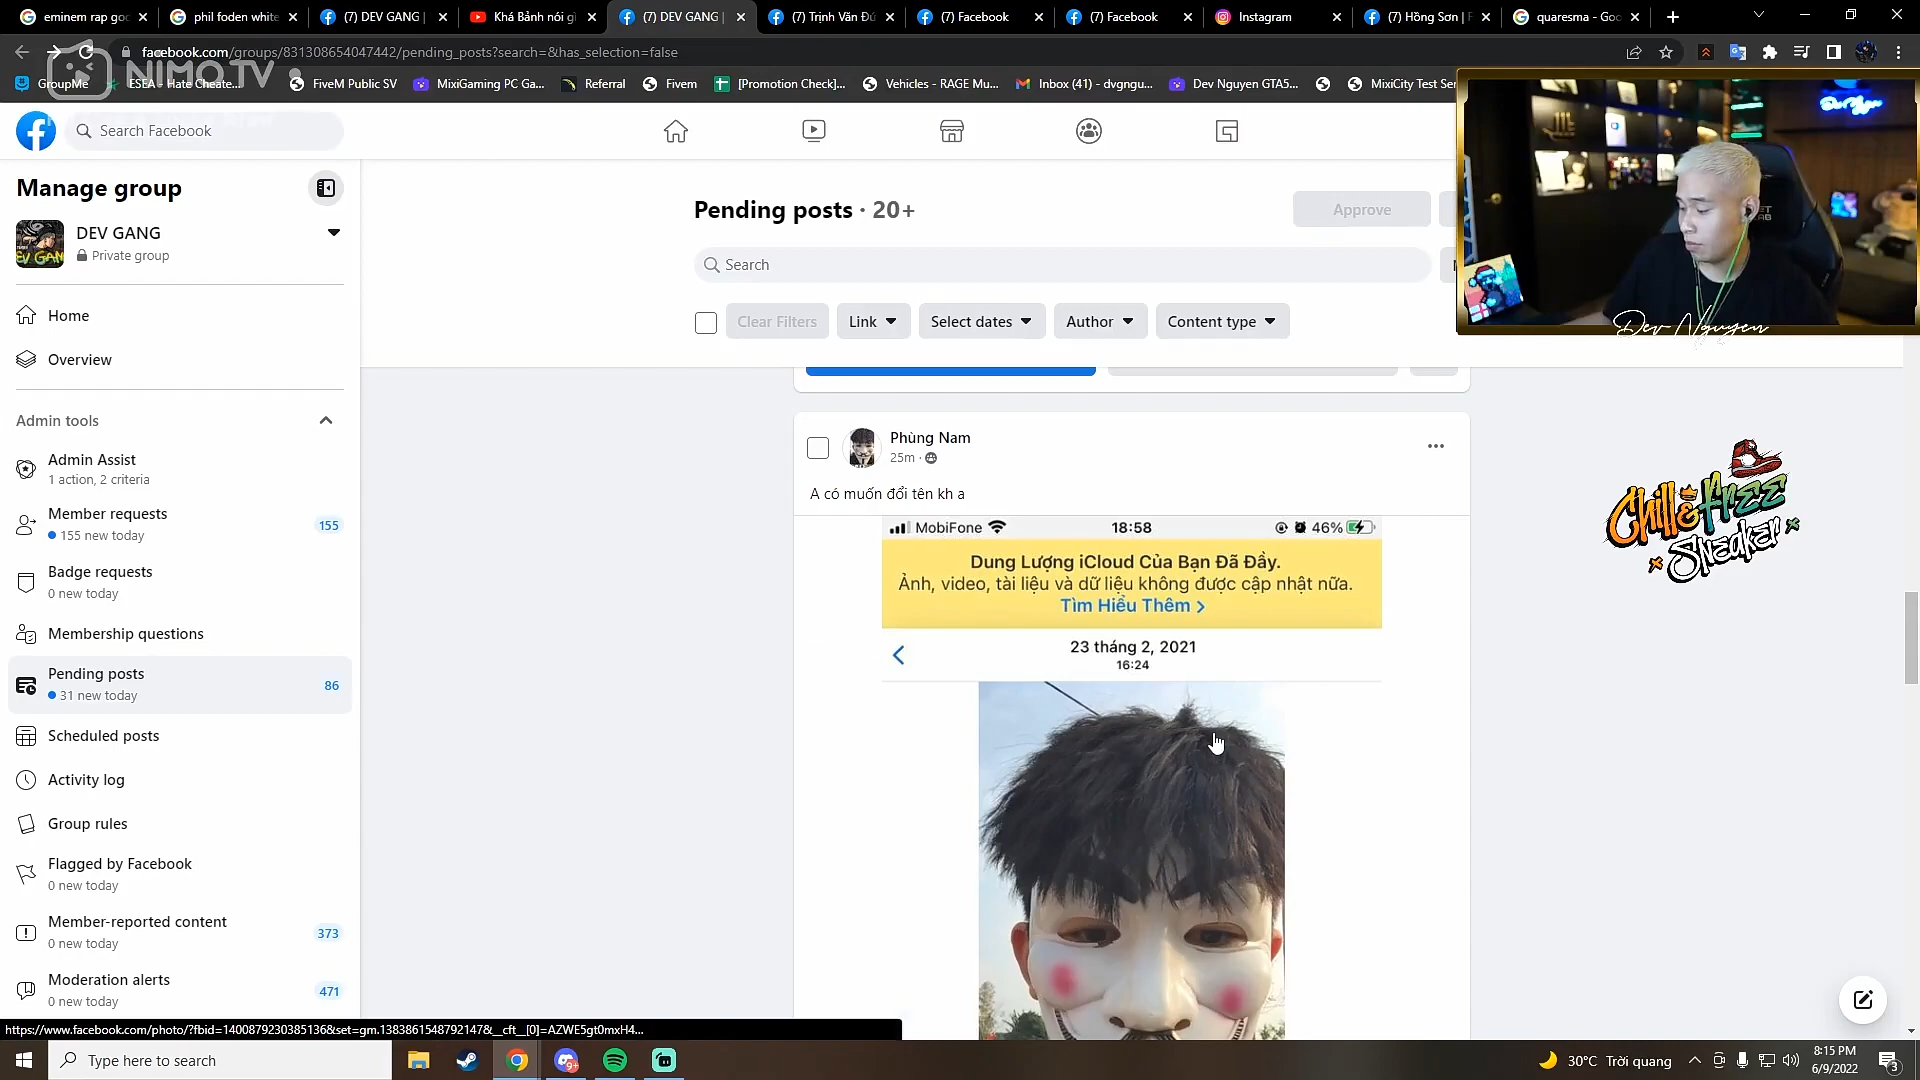 eminem rap go
phil foden white
(7) DEV GANG |
Khá Bảnh nói g
(7) DEV GANG |
(7) Trịnh Văn Đứ
(7) Facebook
(7) Facebook
Instagram
(7) Hồng Sơn | F
quaresma - Goo
facebook.com/groups/831308654047442/pending_posts?search=&has_selection=false
NIMO TV
GroupMe
ESEA - Hate Cheate...
FiveM Public SV
MixiGaming PC Ga...
Referral
Fivem
[Promotion Check]...
Vehicles - RAGE Mu...
Inbox (41) - dvgngu...
Dev Nguyen GTA5...
MixiCity Test Ser
Search Facebook
Manage group
DEV GANG
Private group
Home
Overview
Admin tools
Admin Assist
1 action, 2 criteria
Member requests
155 new today
155
Badge requests
0 new today
Membership questions
Pending posts
31 new today
86
Scheduled posts
Activity log
Group rules
Flagged by Facebook
0 new today
Member-reported content
0 new today
373
Moderation alerts
0 new today
471
Pending posts · 20+
Approve
Search
Clear Filters
Link
Select dates
Author
Content type
Phùng Nam
25m
A có muốn đổi tên kh a
MobiFone
18:58
46%
Dung Lượng iCloud Của Bạn Đã Đầy.
Ảnh, video, tài liệu và dữ liệu không được cập nhật nữa.
Tìm Hiểu Thêm >
23 tháng 2, 2021
16:24
Dev Nguyen
Chill & Free
Sneaker
https://www.facebook.com/photo/?fbid=1400879230385136&set=gm.1383861548792147&__cft__[0]=AZWE5gt0mxH4...
Type here to search
30°C Trời quang
8:15 PM
6/9/2022
3